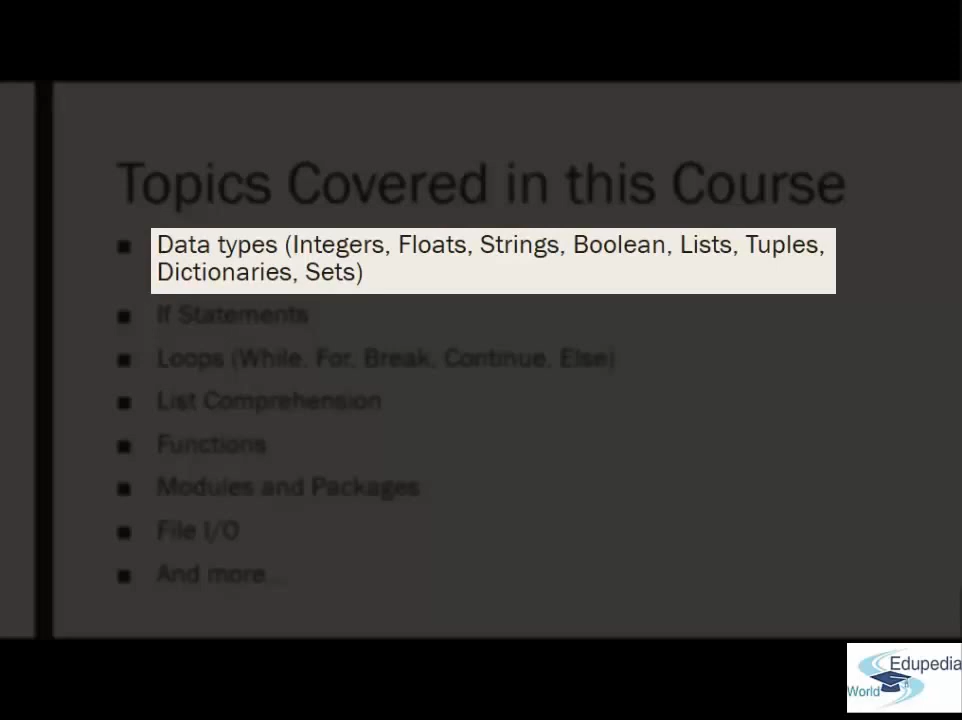 Topics Covered in this Course
■ Data types (Integers, Floats, Strings, Boolean, Lists, Tuples,
Dictionaries, Sets)
■ If Statements
■ Loops (While, For, Break, Continue, Else)
■ List Comprehension
■ Functions
■ Modules and Packages
■ File I/O
■ And more...
Edupedia
World